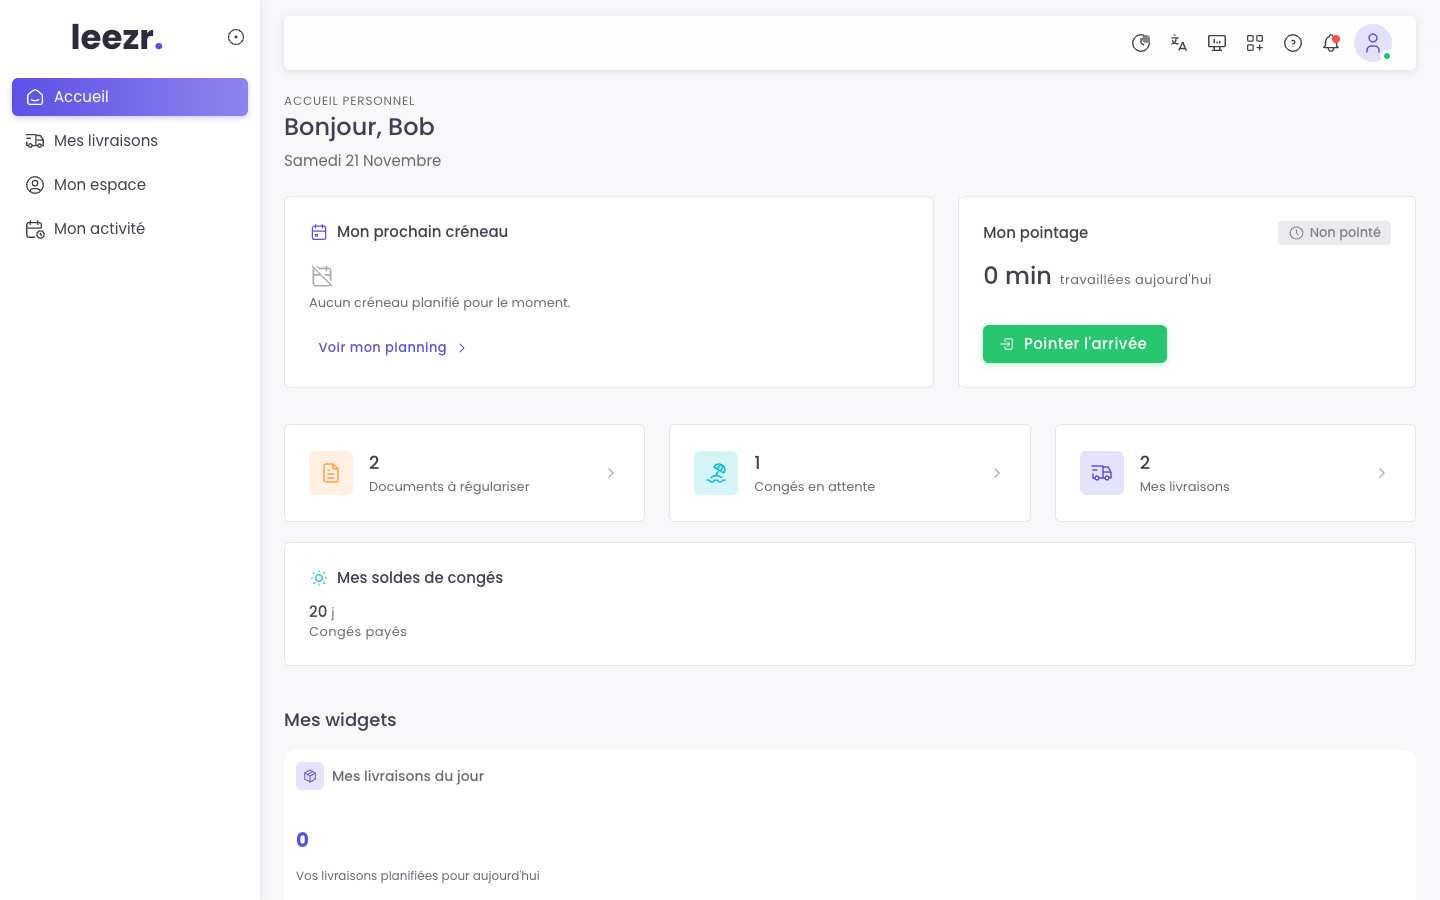 leezr.
Accueil
Mes livraisons
Mon espace
Mon activité
ACCUEIL PERSONNEL
Bonjour, Bob
Samedi 21 Novembre
Mon prochain créneau
Aucun créneau planifié pour le moment.
Voir mon planning
Mon pointage
Non pointé
0 min travaillées aujourd'hui
Pointer l'arrivée
2
Documents à régulariser
1
Congés en attente
2
Mes livraisons
Mes soldes de congés
20 j
Congés payés
Mes widgets
Mes livraisons du jour
0
Vos livraisons planifiées pour aujourd'hui